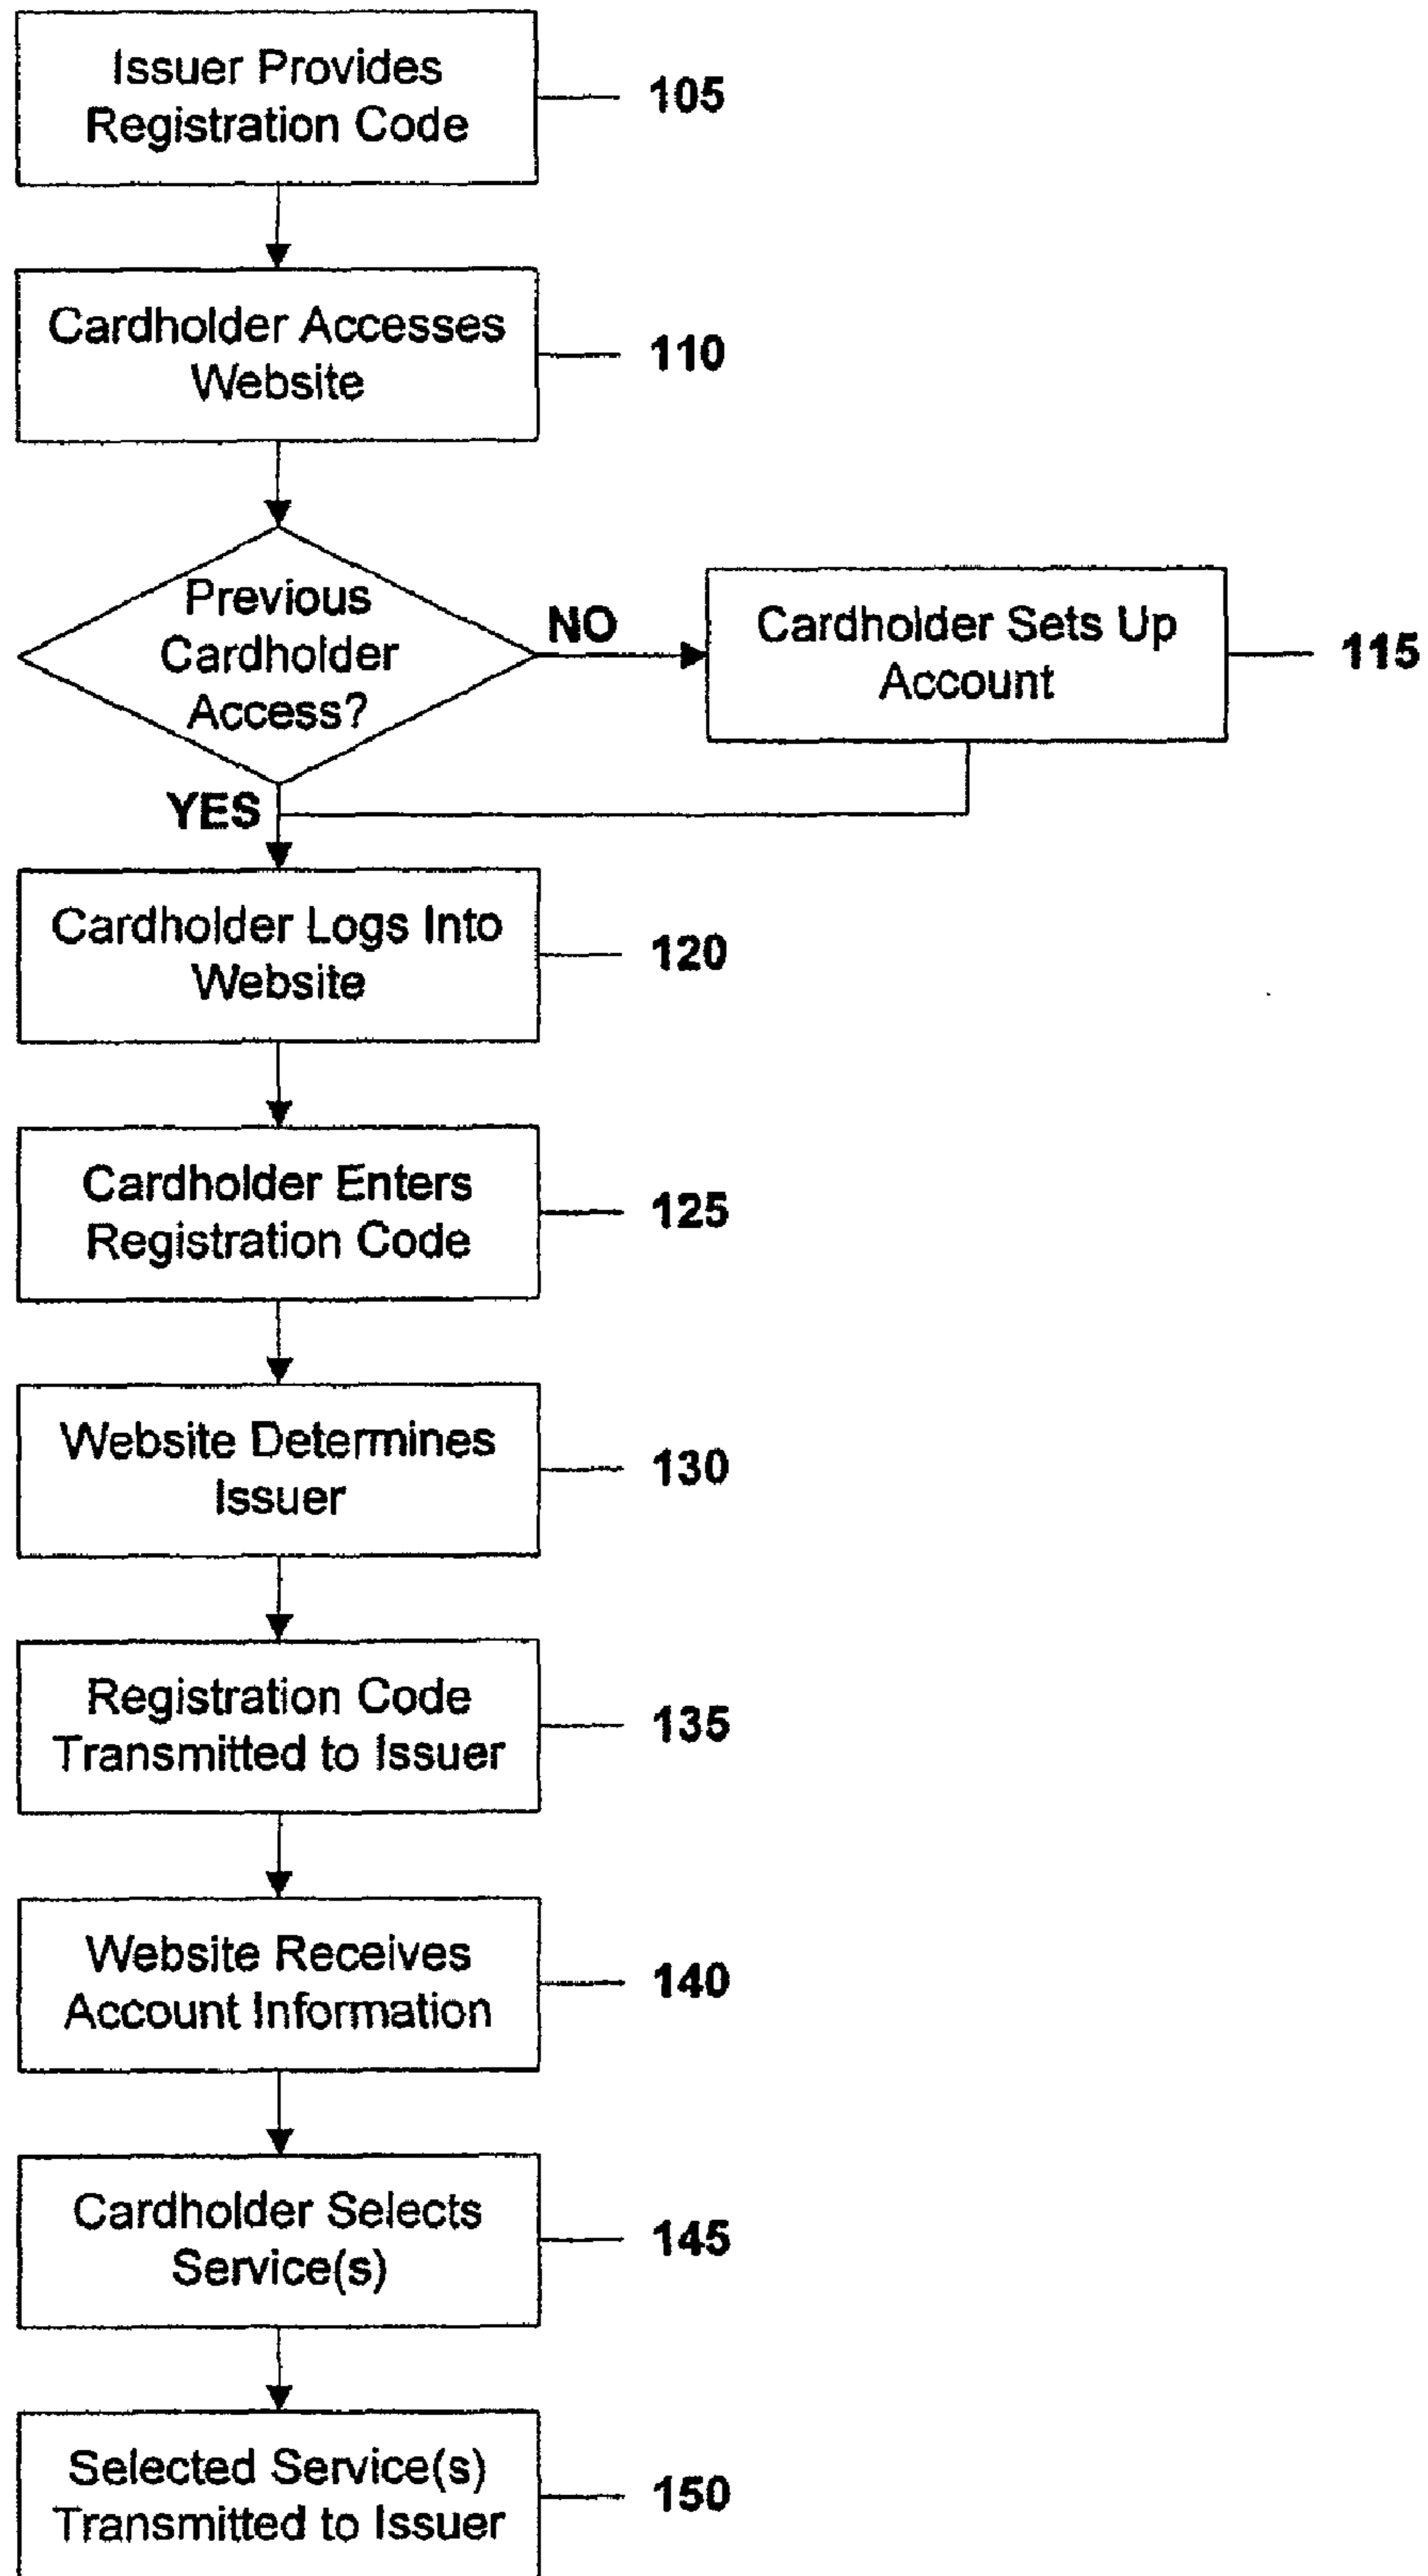 Issuer Provides
Registration Code
105
Cardholder Accesses
Website
110
Previous
Cardholder
Access?
NO
Cardholder Sets Up
Account
115
YES
Cardholder Logs Into
Website
120
Cardholder Enters
Registration Code
125
Website Determines
Issuer
130
Registration Code
Transmitted to Issuer
135
Website Receives
Account Information
140
Cardholder Selects
Service(s)
145
Selected Service(s)
Transmitted to Issuer
150